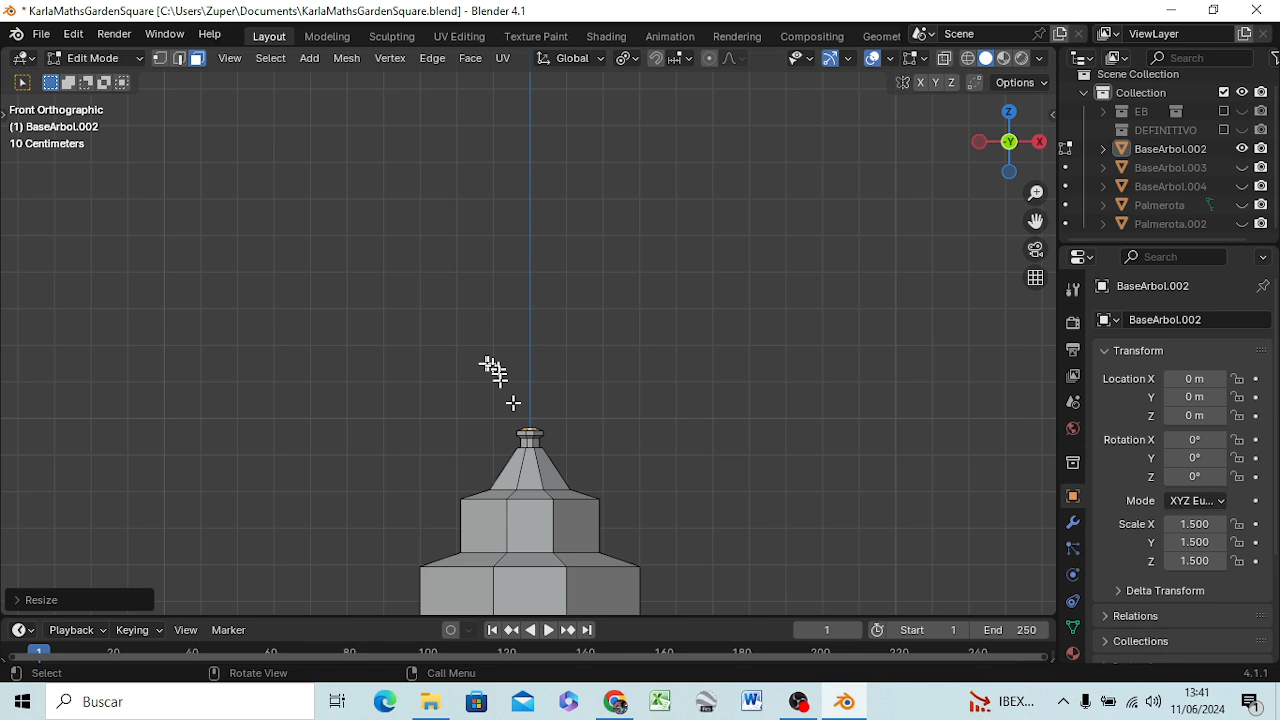 * KarlaMathsGardenSquare [C:\Users\Zuper\Documents\KarlaMathsGardenSquare.blend] - Blender 4.1
File Edit Render Window Help Layout Modeling Sculpting UV Editing Texture Paint Shading Animation Rendering Compositing Geomet Scene ViewLayer
Edit Mode View Select Add Mesh Vertex Edge Face UV Global Search
X Y Z Options
Scene Collection
Collection
EB
DEFINITIVO
BaseArbol.002
BaseArbol.003
BaseArbol.004
Palmerota
Palmerota.002
Front Orthographic
(1) BaseArbol.002
10 Centimeters
Z
-Y
X
Search
BaseArbol.002
BaseArbol.002
Transform
Location X 0 m
Y 0 m
Z 0 m
Rotation X 0°
Y 0°
Z 0°
Mode XYZ Eu...
Scale X 1.500
Y 1.500
Z 1.500
Delta Transform
Relations
Collections
Resize
Playback Keying View Marker 1 Start 1 End 250
1 20 40 60 80 100 120 140 160 180 200 220 240
Select Rotate View Call Menu 4.1.1
Buscar IBEX... 13:41
11/06/2024